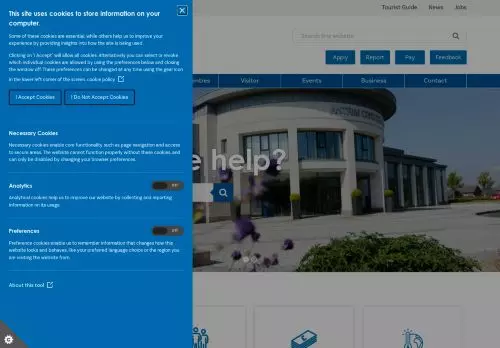 This site uses cookies to store information on your
computer.
Some of these cookies are essential, while others help us to improve your
experience by providing insights into how the site is being used.
Clicking on 'I Accept' will allow all cookies. Alternatively you can select or revoke
which individual cookies are allowed by using the preferences below and closing
the window off. These preferences can be changed at any time using the gear icon
in the lower left corner of the screen. cookie policy
I Accept Cookies
I Do Not Accept Cookies
Necessary Cookies
Necessary cookies enable core functionality such as page navigation and access
to secure areas. The website cannot function properly without these cookies, and
can only be disabled by changing your browser preferences.
Analytics
Off
Analytical cookies help us to improve our website by collecting and reporting
information on its usage.
Preferences
Off
Preference cookies enable us to remember information that changes how this
website looks and behaves, like your preferred language choice or the region you
are visiting the website from.
About this tool
Tourist Guide
News
Jobs
Search this website
Apply
Report
Pay
Feedback
Visitor
Events
Business
Contact
help?